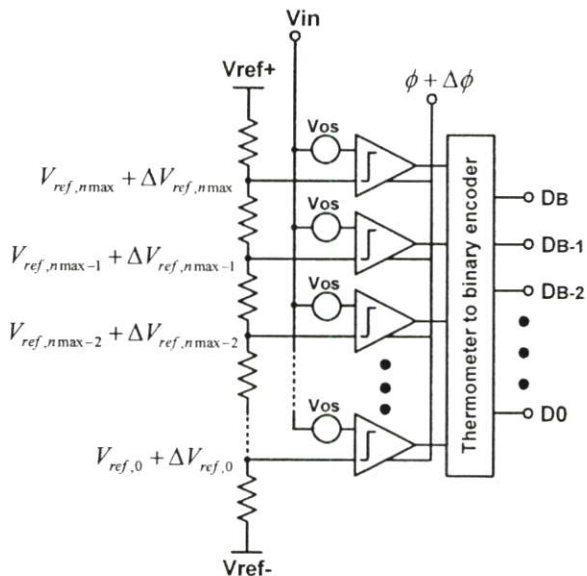 Vin
Vref+
ϕ + Δϕ
Vos
V_{ref,nmax} + ΔV_{ref,nmax}
DB
Vos
V_{ref,nmax−1} + ΔV_{ref,nmax−1}
DB-1
Vos
DB-2
V_{ref,nmax−2} + ΔV_{ref,nmax−2}
Thermometer to binary encoder
Vos
D0
V_{ref,0} + ΔV_{ref,0}
Vref-